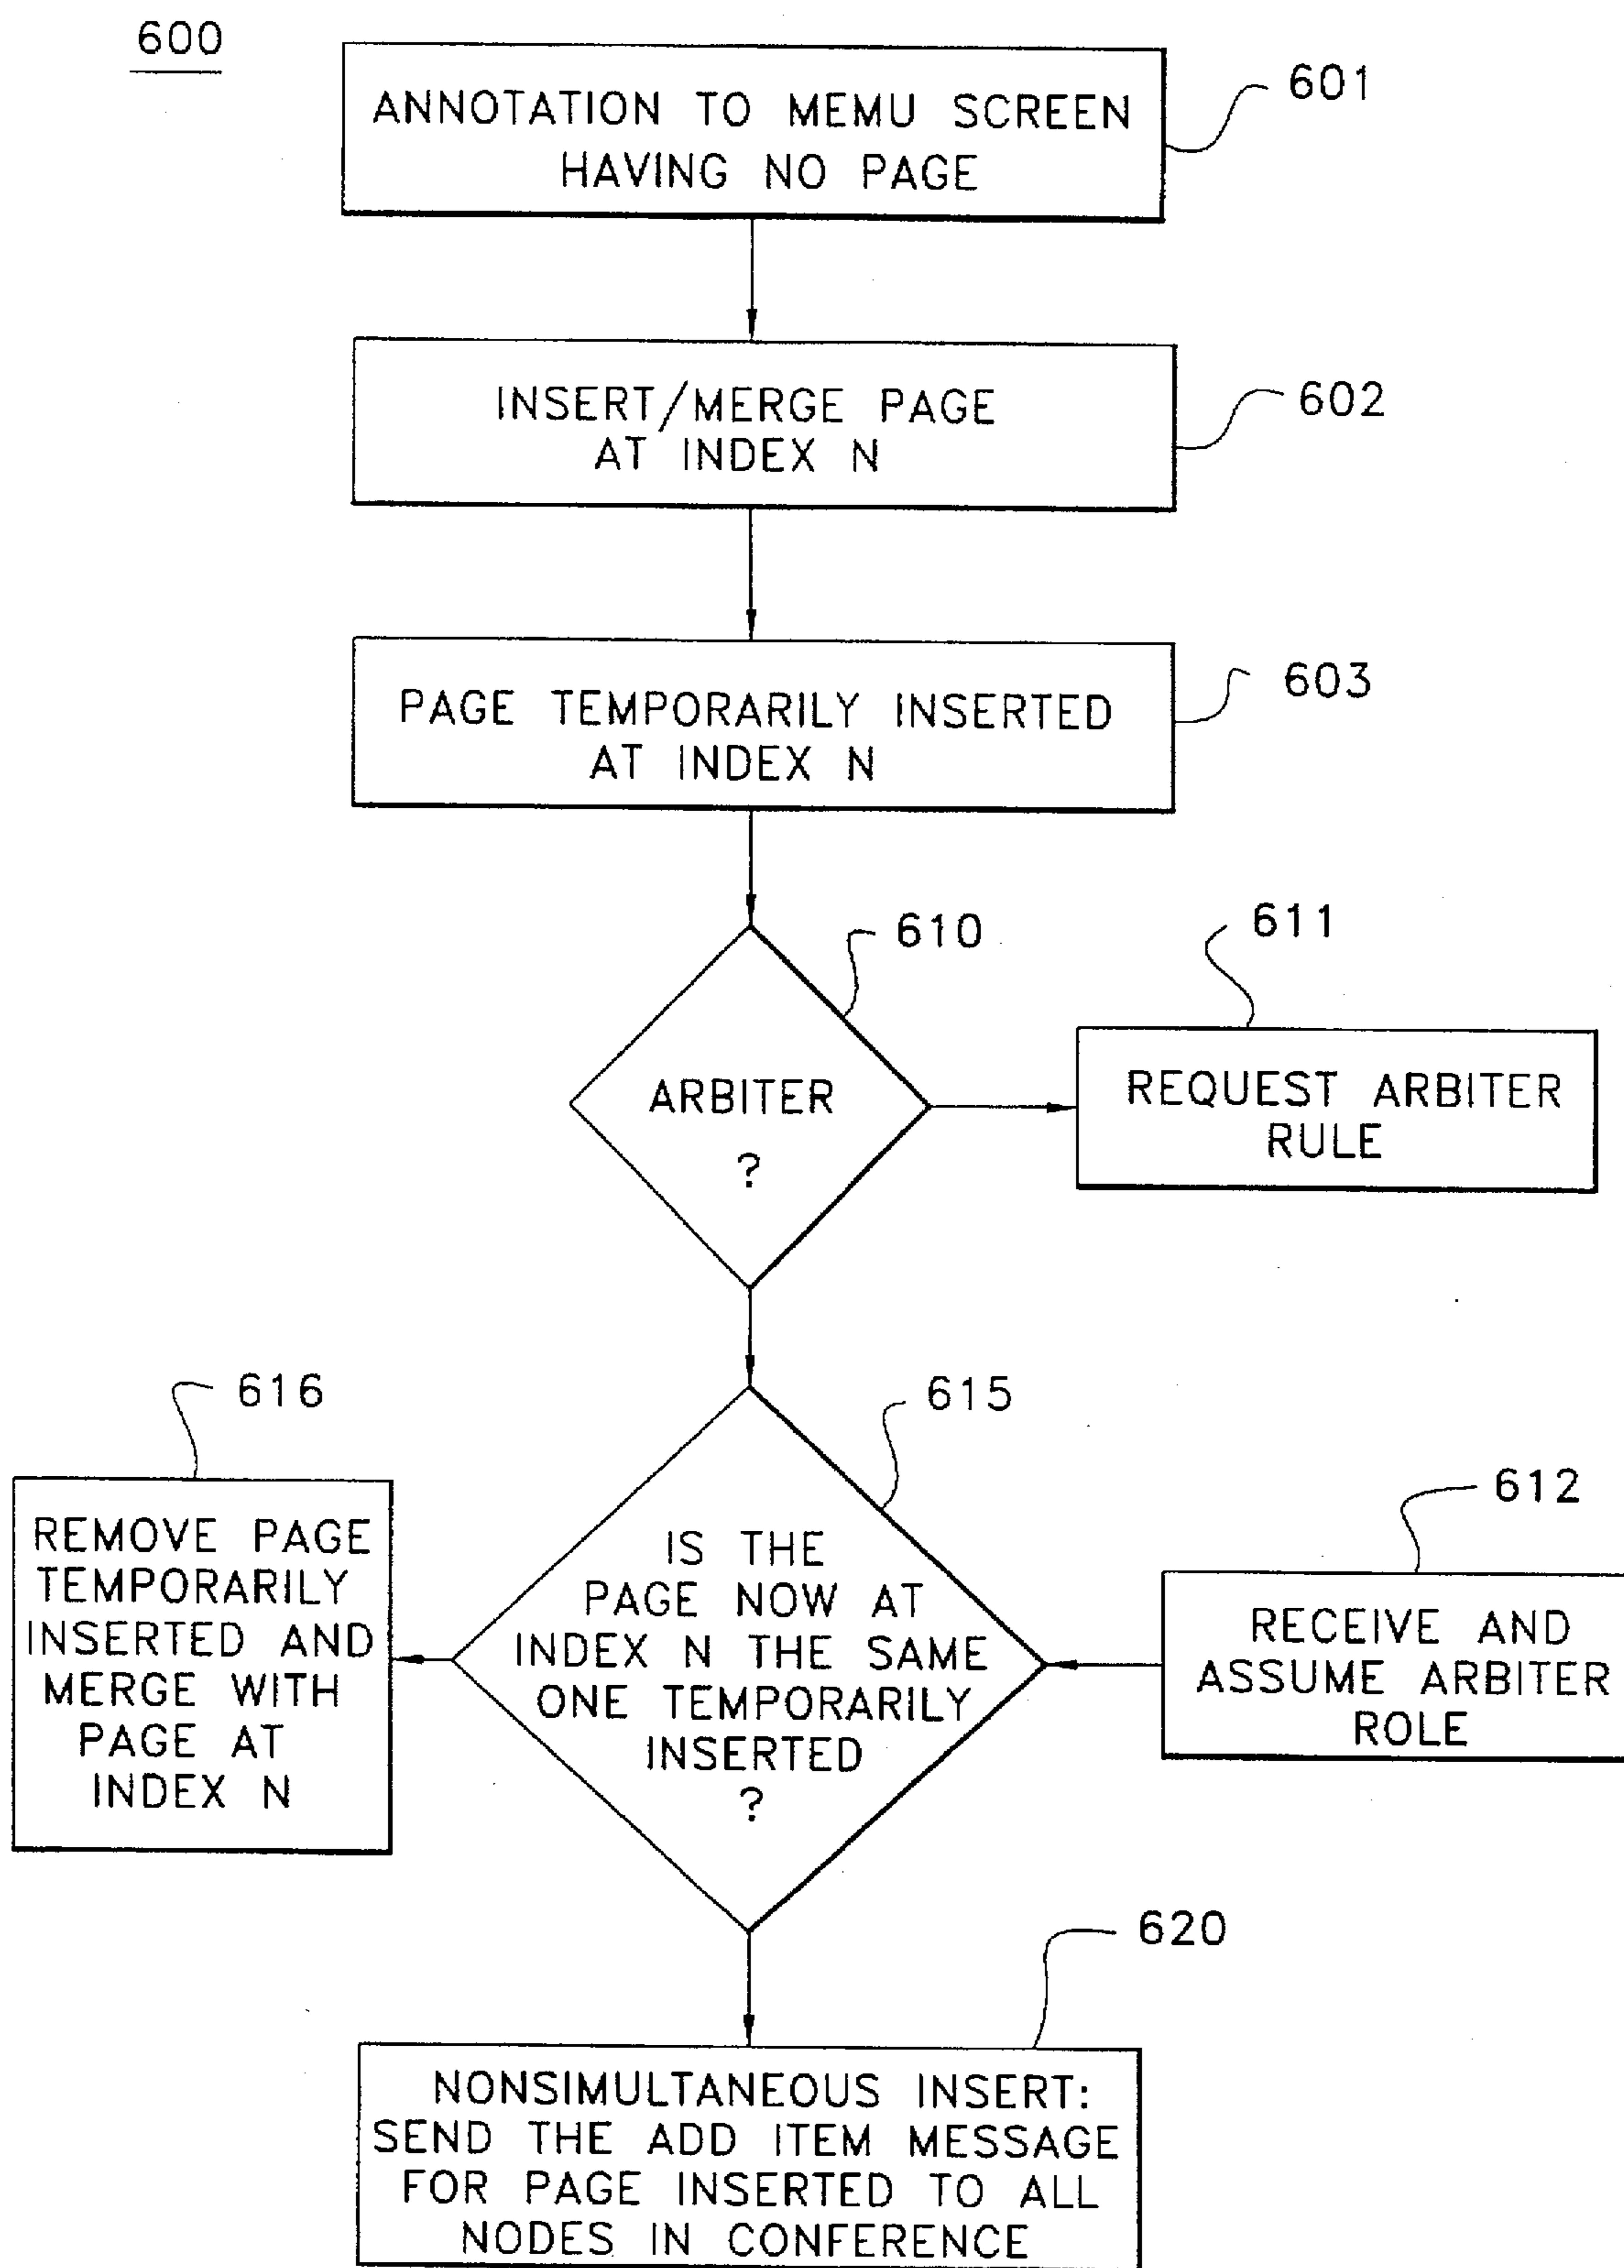 600
601
ANNOTATION TO MEMU SCREEN
HAVING NO PAGE
602
INSERT/MERGE PAGE
AT INDEX N
603
PAGE TEMPORARILY INSERTED
AT INDEX N
610
611
ARBITER
?
REQUEST ARBITER
RULE
616
615
612
REMOVE PAGE
TEMPORARILY
INSERTED AND
MERGE WITH
PAGE AT
INDEX N
IS THE
PAGE NOW AT
INDEX N THE SAME
ONE TEMPORARILY
INSERTED
?
RECEIVE AND
ASSUME ARBITER
ROLE
620
NONSIMULTANEOUS INSERT:
SEND THE ADD ITEM MESSAGE
FOR PAGE INSERTED TO ALL
NODES IN CONFERENCE